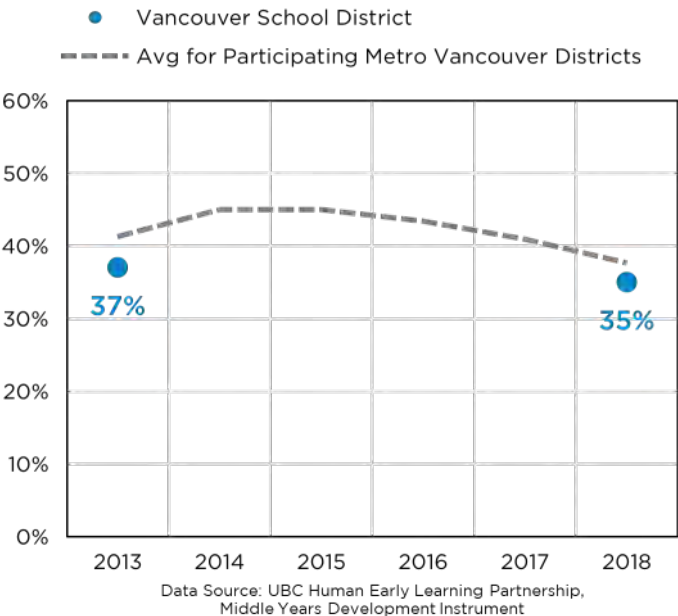 Vancouver School District
Avg for Participating Metro Vancouver Districts
60%
50%
40%
37%
30%
35%
20%
10%
0%
2013 2014 2015 2016 2017 2018
Data Source: UBC Human Early Learning Partnership,
Middle Years Development Instrument